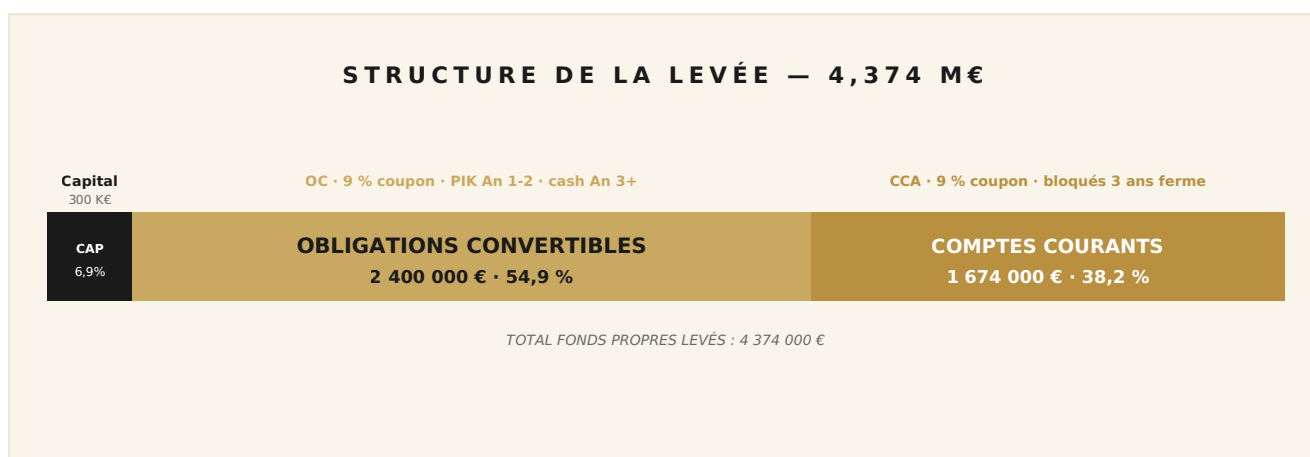 STRUCTURE DE LA LEVÉE — 4,374 M€
Capital
300 K€
OC · 9 % coupon · PIK An 1-2 · cash An 3+
CCA · 9 % coupon · bloqués 3 ans ferme
CAP
6,9%
OBLIGATIONS CONVERTIBLES
2 400 000 € · 54,9 %
COMPTES COURANTS
1 674 000 € · 38,2 %
TOTAL FONDS PROPRES LEVÉS : 4 374 000 €